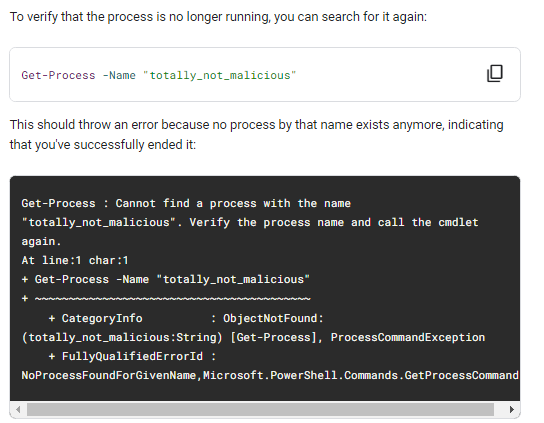 To verify that the process is no longer running, you can search for it again:
Get-Process -Name "totally_not_malicious"
This should throw an error because no process by that name exists anymore, indicating
that you've successfully ended it:
Get-Process : Cannot find a process with the name
"totally_not_malicious". Verify the process name and call the cmdlet
again.
At line:1 char:1
+ Get-Process -Name "totally_not_malicious"
+ ~~~~~~~~~~~~~~~~~~~~~~~~~~~~~~~~~~~~~~~~~
    + CategoryInfo          : ObjectNotFound:
(totally_not_malicious:String) [Get-Process], ProcessCommandException
    + FullyQualifiedErrorId :
NoProcessFoundForGivenName,Microsoft.PowerShell.Commands.GetProcessCommand